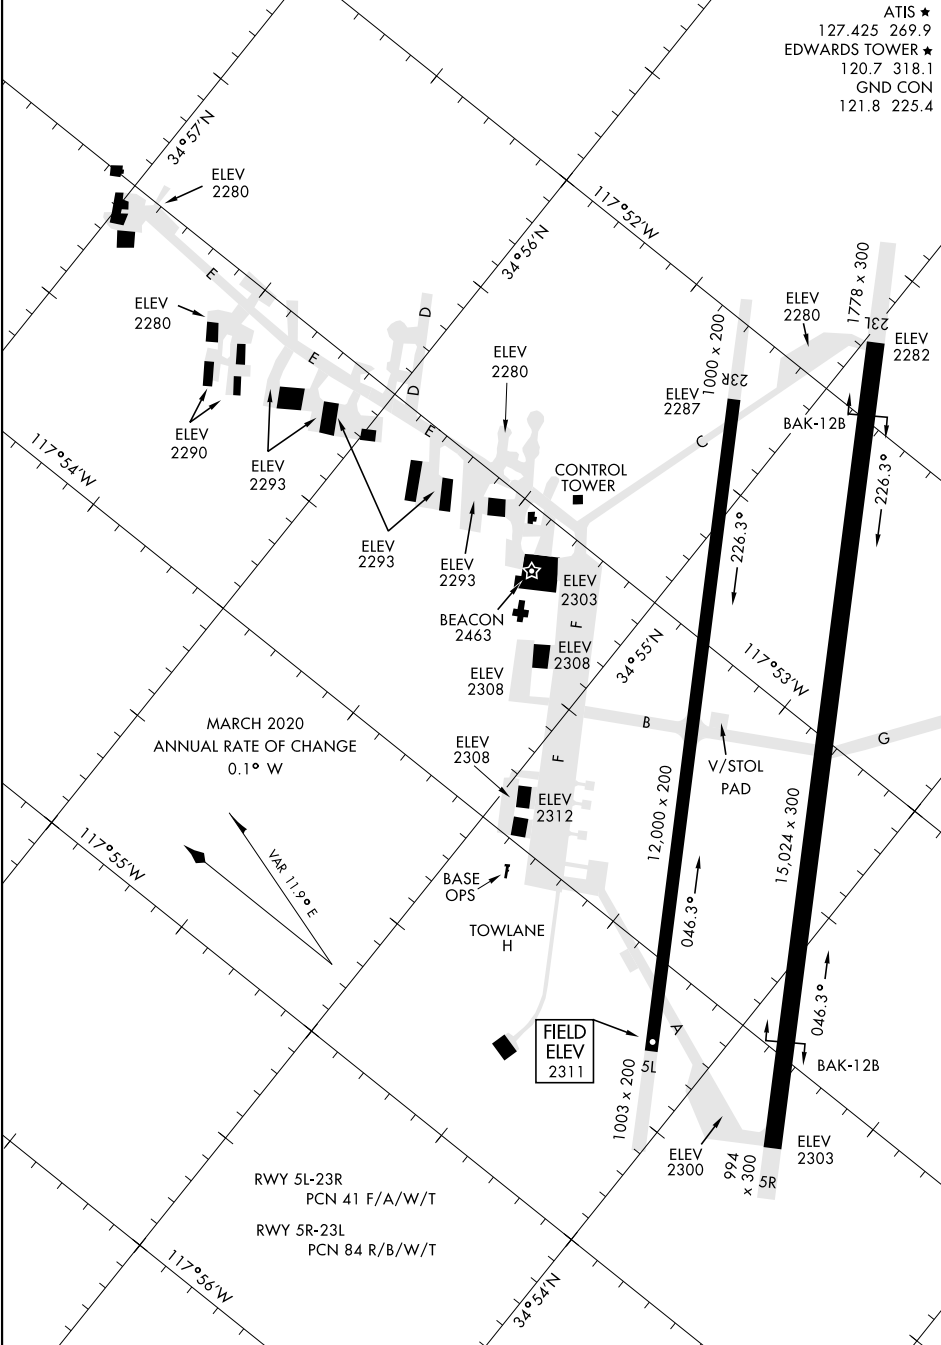 ATIS ★
127.425 269.9
EDWARDS TOWER ★
120.7 318.1
GND CON
121.8 225.4
34°57'N
ELEV
2280
117°52'W
34°56'N
E
1778 x 300
ELEV
2280
D
ELEV
2280
23L
ELEV
2282
1000 x 200
E
ELEV
2280
23R
D
ELEV
2287
BAK-12B
E
C
ELEV
2290
117°54'W
ELEV
2293
CONTROL
TOWER
226.3°
226.3°
ELEV
2293
ELEV
2293
ELEV
2303
BEACON
2463
F
34°55'N
ELEV
2308
ELEV
2308
117°53'W
MARCH 2020
ANNUAL RATE OF CHANGE
0.1° W
B
G
ELEV
2308
F
V/STOL
PAD
ELEV
2312
12,000 x 200
15,024 x 300
117°55'W
VAR 11.9° E
BASE
OPS
046.3°
TOWLANE
H
046.3°
FIELD
ELEV
2311
A
5L
BAK-12B
1003 x 200
ELEV
2300
ELEV
2303
994
x 300
5R
RWY 5L-23R
PCN 41 F/A/W/T
RWY 5R-23L
PCN 84 R/B/W/T
117°56'W
34°54'N